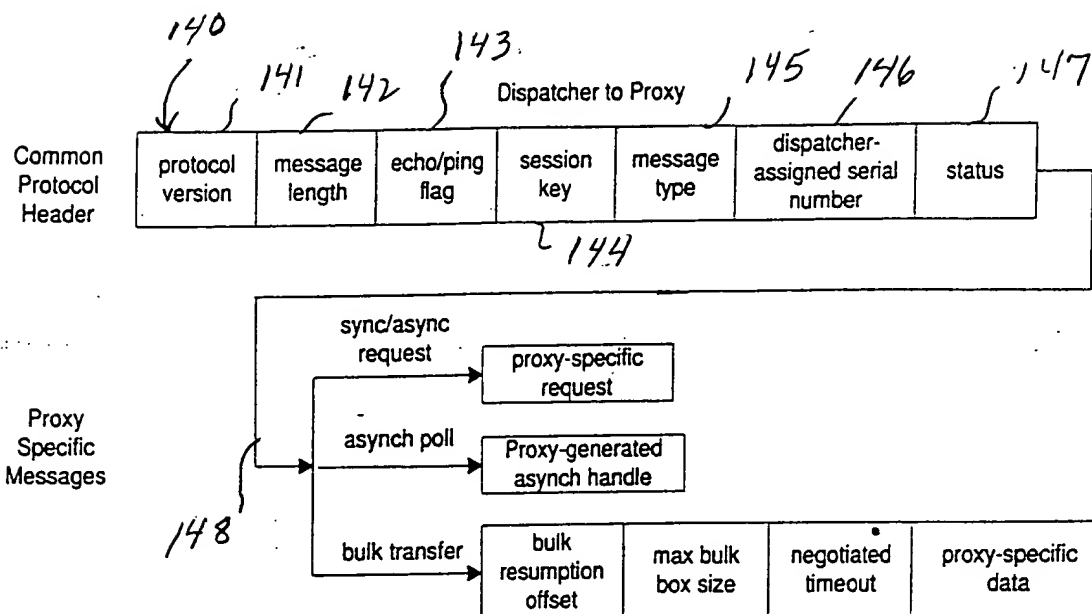 140
141
142
143
145
146
147
Dispatcher to Proxy
Common
Protocol
Header
protocol
version
message
length
echo/ping
flag
session
key
message
type
dispatcher-
assigned serial
number
status
144
sync/async
request
proxy-specific
request
Proxy
Specific
Messages
asynch poll
Proxy-generated
asynch handle
148
bulk transfer
bulk
resumption
offset
max bulk
box size
negotiated
timeout
proxy-specific
data